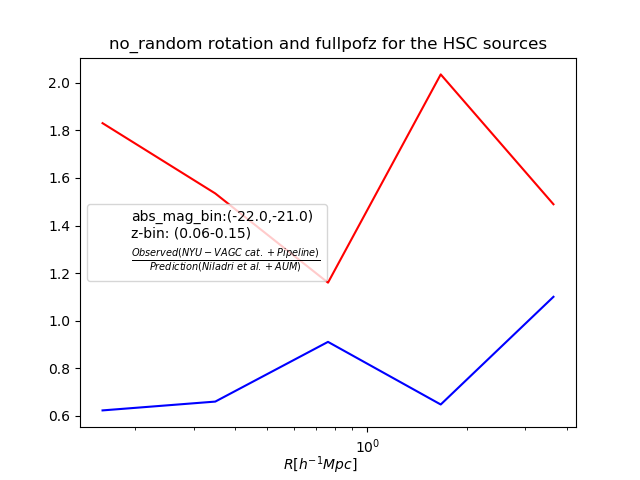 no_random rotation and fullpofz for the HSC sources
2.0
1.8
1.6
1.4
1.2
1.0
0.8
0.6
abs_mag_bin:(-22.0,-21.0)
z-bin: (0.06-0.15)
Observed(NYU−VAGC cat. +Pipeline)
Prediction(Niladri et al. +AUM)
10⁰
R[h⁻¹Mpc]